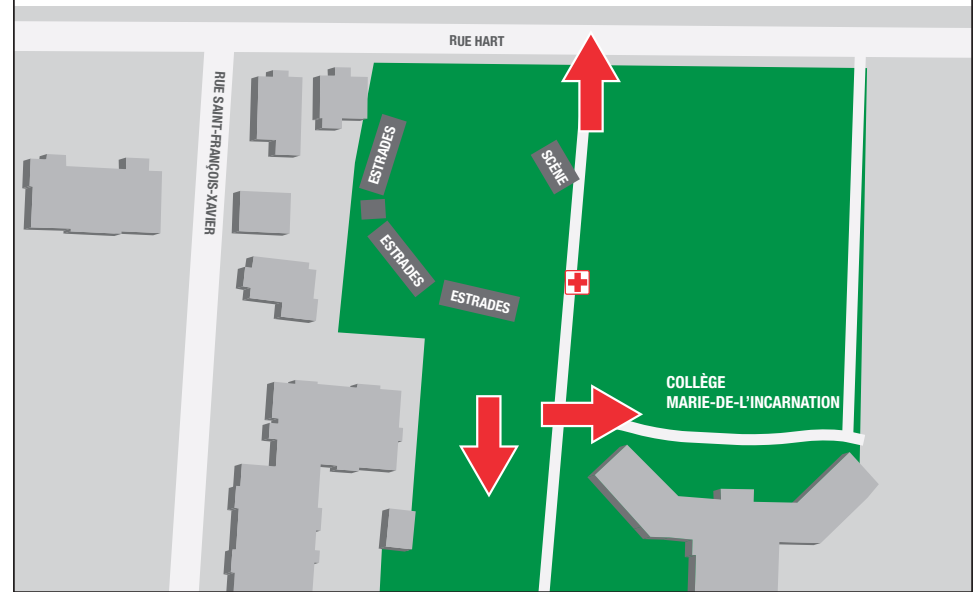 RUE HART
RUE SAINT-FRANÇOIS-XAVIER
ESTRADES
SCÈNE
ESTRADES
ESTRADES
COLLÈGE
MARIE-DE-L'INCARNATION